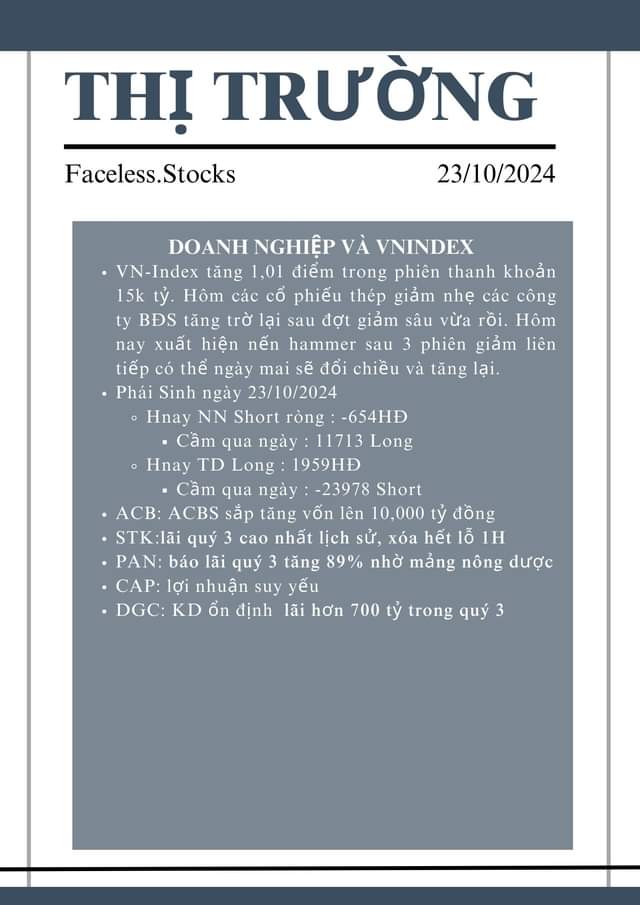 THỊ TRƯỜNG
Faceless.Stocks 23/10/2024
DOANH NGHIỆP VÀ VNINDEX
• VN-Index tăng 1,01 điểm trong phiên thanh khoản
15k tỷ. Hôm các cổ phiếu thép giảm nhẹ các công
ty BĐS tăng trở lại sau đợt giảm sâu vừa rồi. Hôm
nay xuất hiện nến hammer sau 3 phiên giảm liên
tiếp có thể ngày mai sẽ đổi chiều và tăng lại.
• Phái Sinh ngày 23/10/2024
◦ Hnay NN Short ròng : -654HĐ
▪ Cầm qua ngày : 11713 Long
◦ Hnay TD Long : 1959HĐ
▪ Cầm qua ngày : -23978 Short
• ACB: ACBS sắp tăng vốn lên 10,000 tỷ đồng
• STK:lãi quý 3 cao nhất lịch sử, xóa hết lỗ 1H
• PAN: báo lãi quý 3 tăng 89% nhờ mảng nông dược
• CAP: lợi nhuận suy yếu
• DGC: KD ổn định lãi hơn 700 tỷ trong quý 3